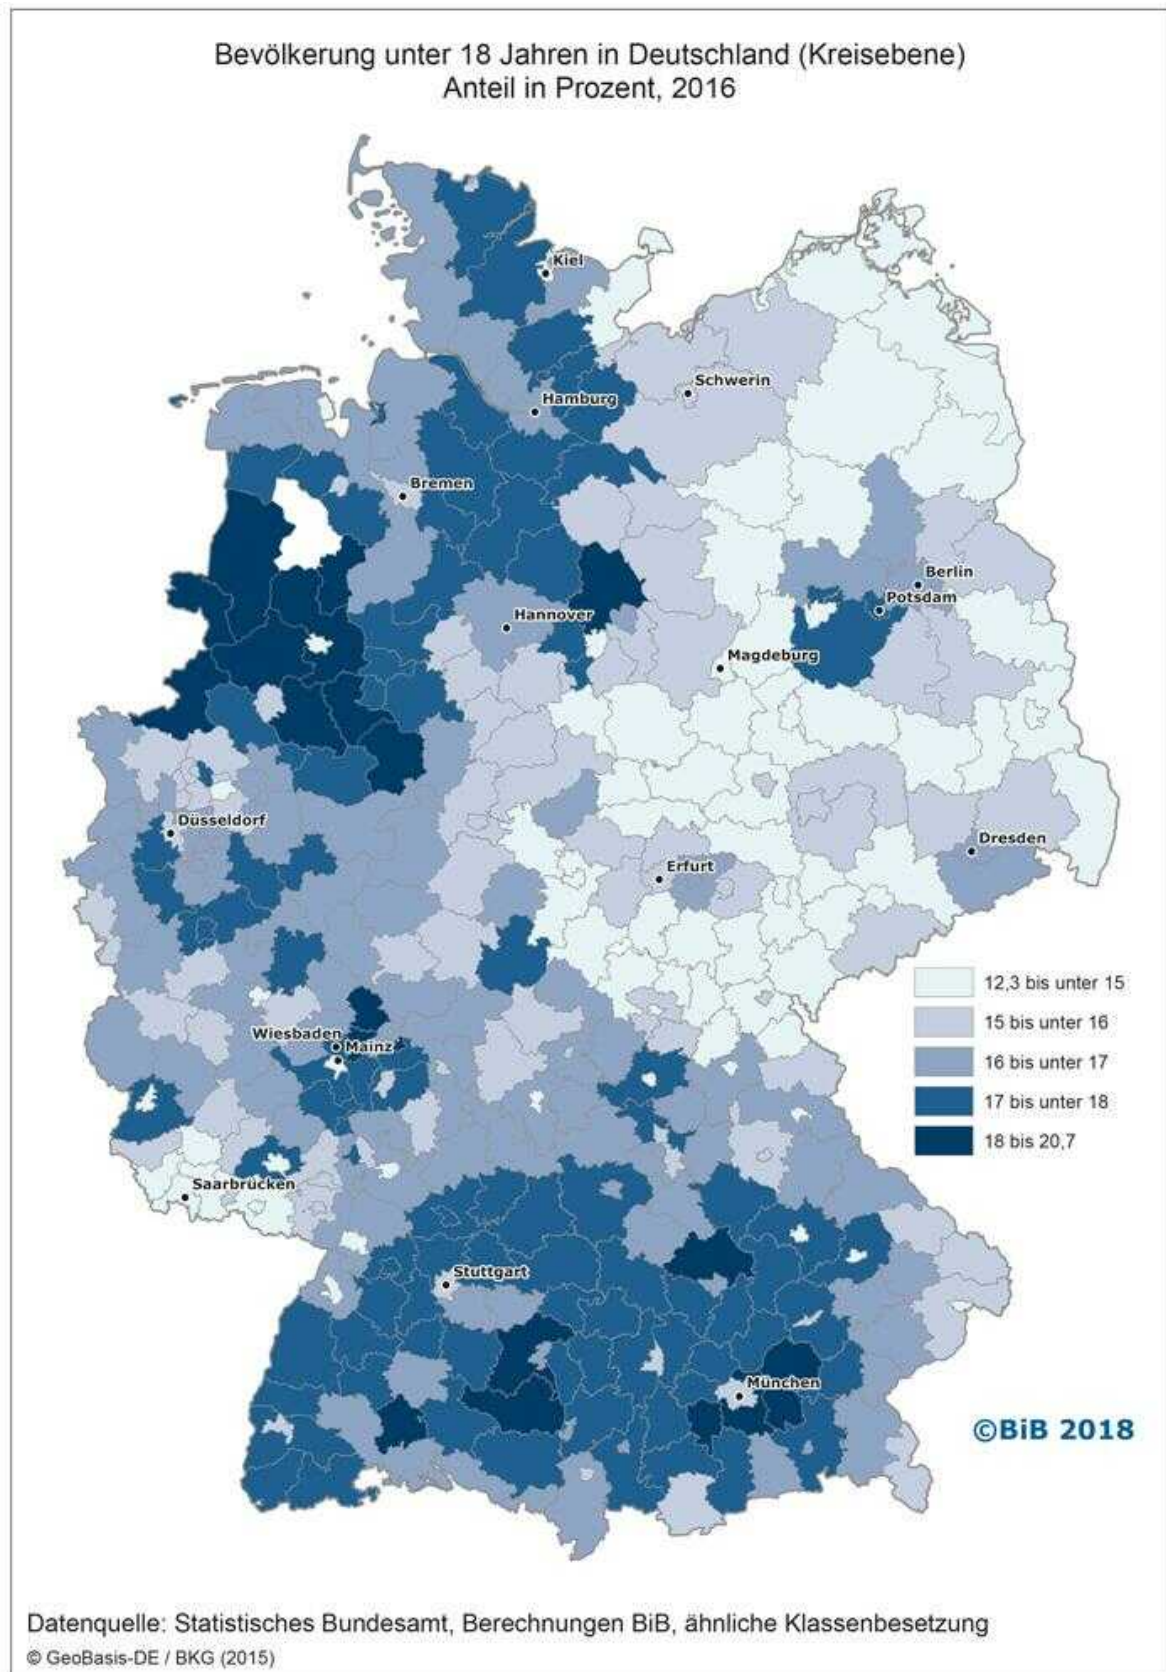 Bevölkerung unter 18 Jahren in Deutschland (Kreisebene)
Anteil in Prozent, 2016
Kiel
Schwerin
Hamburg
Bremen
Berlin
Potsdam
Hannover
Magdeburg
Düsseldorf
Dresden
Erfurt
12,3 bis unter 15
15 bis unter 16
Wiesbaden
Mainz
16 bis unter 17
17 bis unter 18
18 bis 20,7
Saarbrücken
Stuttgart
München
©BiB 2018
Datenquelle: Statistisches Bundesamt, Berechnungen BiB, ähnliche Klassenbesetzung
© GeoBasis-DE / BKG (2015)